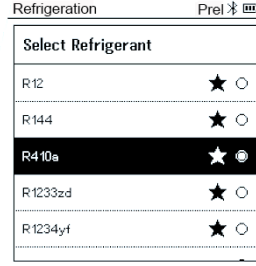 Refrigeration Prel
Select Refrigerant
R12
R144
R410a
R1233zd
R1234yf